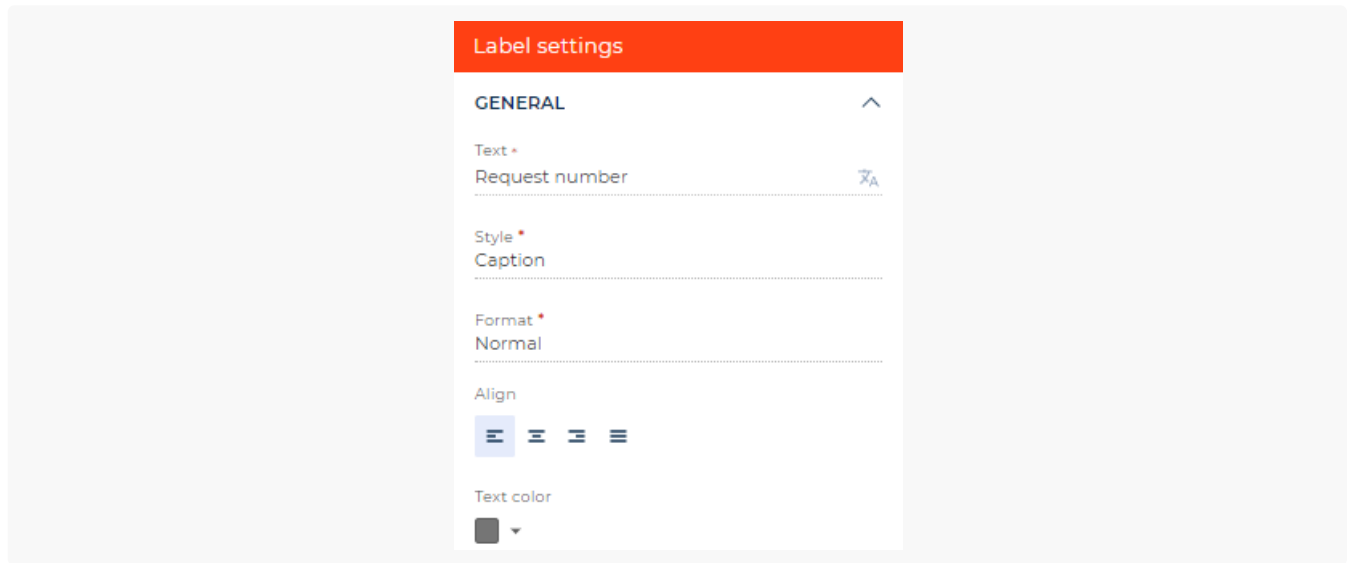 Label settings
GENERAL
Text *
Request number
Style *
Caption
Format *
Normal
Align
Text color